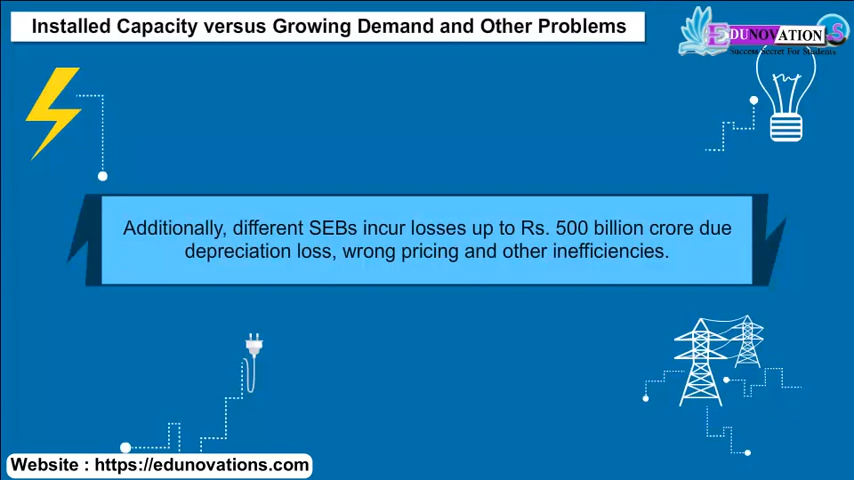 Installed Capacity versus Growing Demand and Other Problems
EDUNOVATIONS
Success Secret For Students
Additionally, different SEBs incur losses up to Rs. 500 billion crore due
depreciation loss, wrong pricing and other inefficiencies.
Website : https://edunovations.com